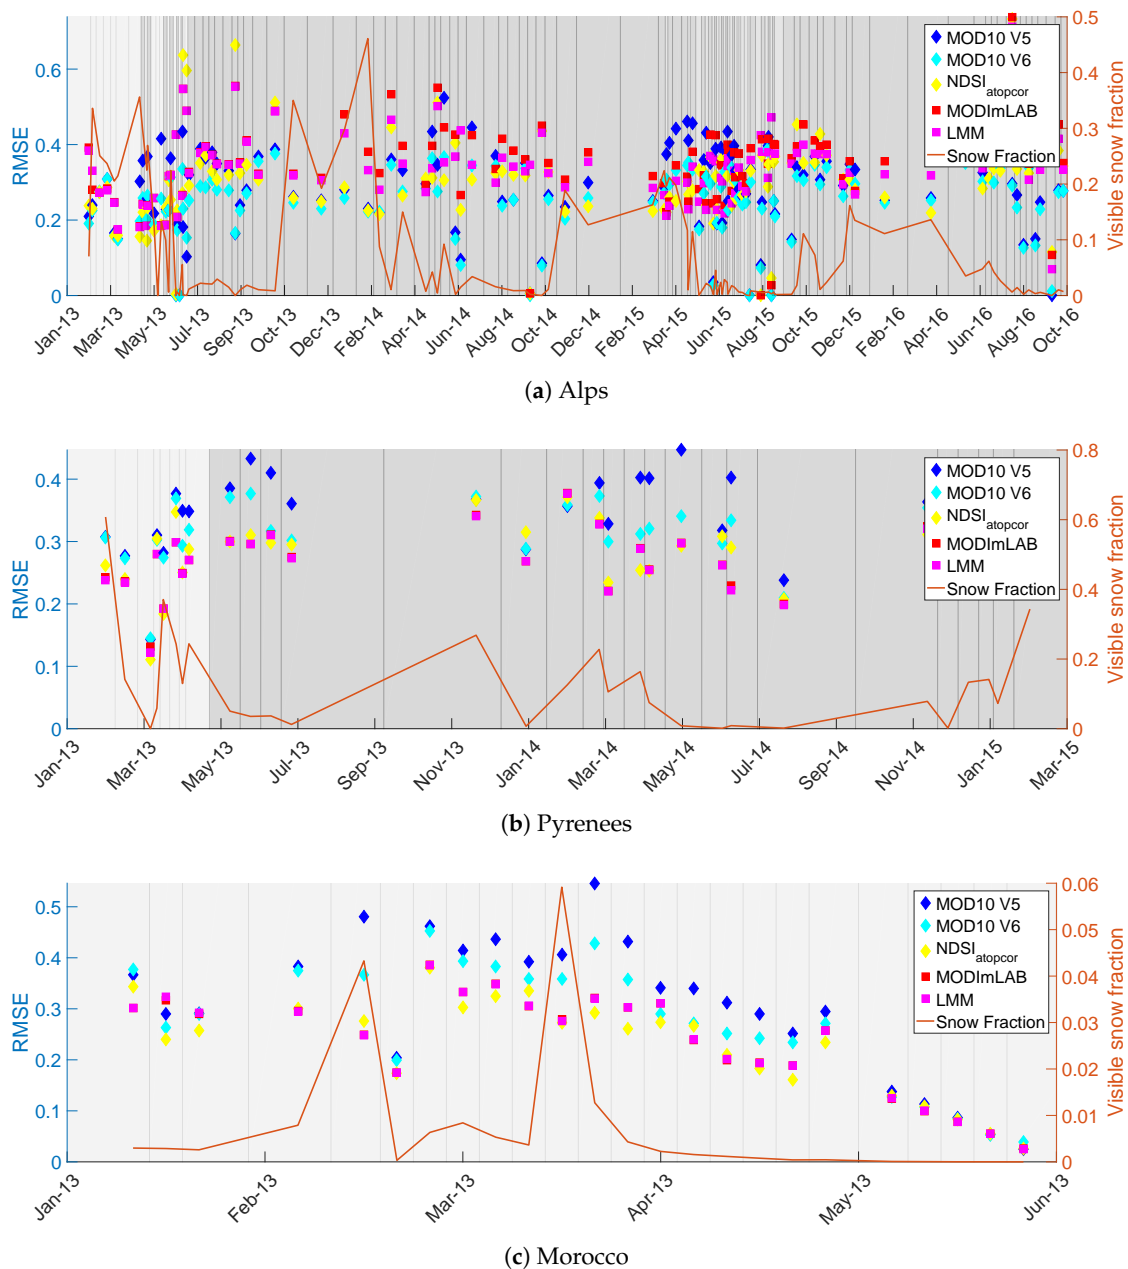 0.6
0.4
0.2
0
RMSE
0.5
0.4
0.3
0.2
0.1
0
Visible snow fraction
MOD10 V5
MOD10 V6
NDSI atopcor
MODImLAB
LMM
Snow Fraction
Jan-13
Mar-13
May-13
Jul-13
Sep-13
Oct-13
Dec-13
Feb-14
Apr-14
Jun-14
Aug-14
Oct-14
Dec-14
Feb-15
Apr-15
Jun-15
Aug-15
Oct-15
Dec-15
Feb-16
Apr-16
Jun-16
Aug-16
Oct-16
(a) Alps
0.4
0.3
0.2
0.1
0
RMSE
0.8
0.6
0.4
0.2
0
Visible snow fraction
MOD10 V5
MOD10 V6
NDSI atopcor
MODImLAB
LMM
Snow Fraction
Jan-13
Mar-13
May-13
Jul-13
Sep-13
Nov-13
Jan-14
Mar-14
May-14
Jul-14
Sep-14
Nov-14
Jan-15
Mar-15
(b) Pyrenees
0.5
0.4
0.3
0.2
0.1
0
RMSE
0.06
0.05
0.04
0.03
0.02
0.01
0
Visible snow fraction
MOD10 V5
MOD10 V6
NDSI atopcor
MODImLAB
LMM
Snow Fraction
Jan-13
Feb-13
Mar-13
Apr-13
May-13
Jun-13
(c) Morocco